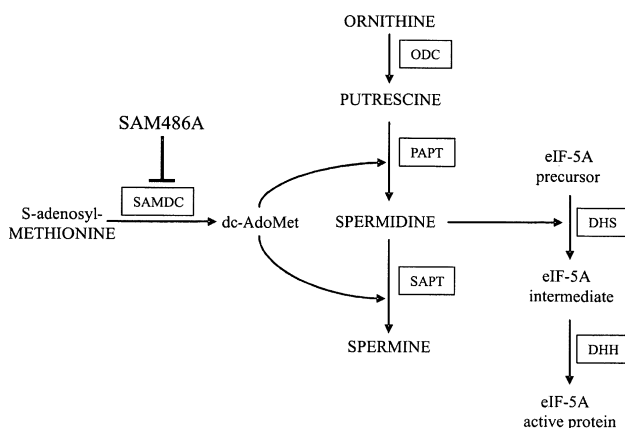 ORNITHINE
ODC
PUTRESCINE
SAM486A
PAPT
eIF-5A
precursor
SAMDC
S-adenosyl-
METHIONINE
dc-AdoMet
SPERMIDINE
DHS
SAPT
eIF-5A
intermediate
SPERMINE
DHH
eIF-5A
active protein